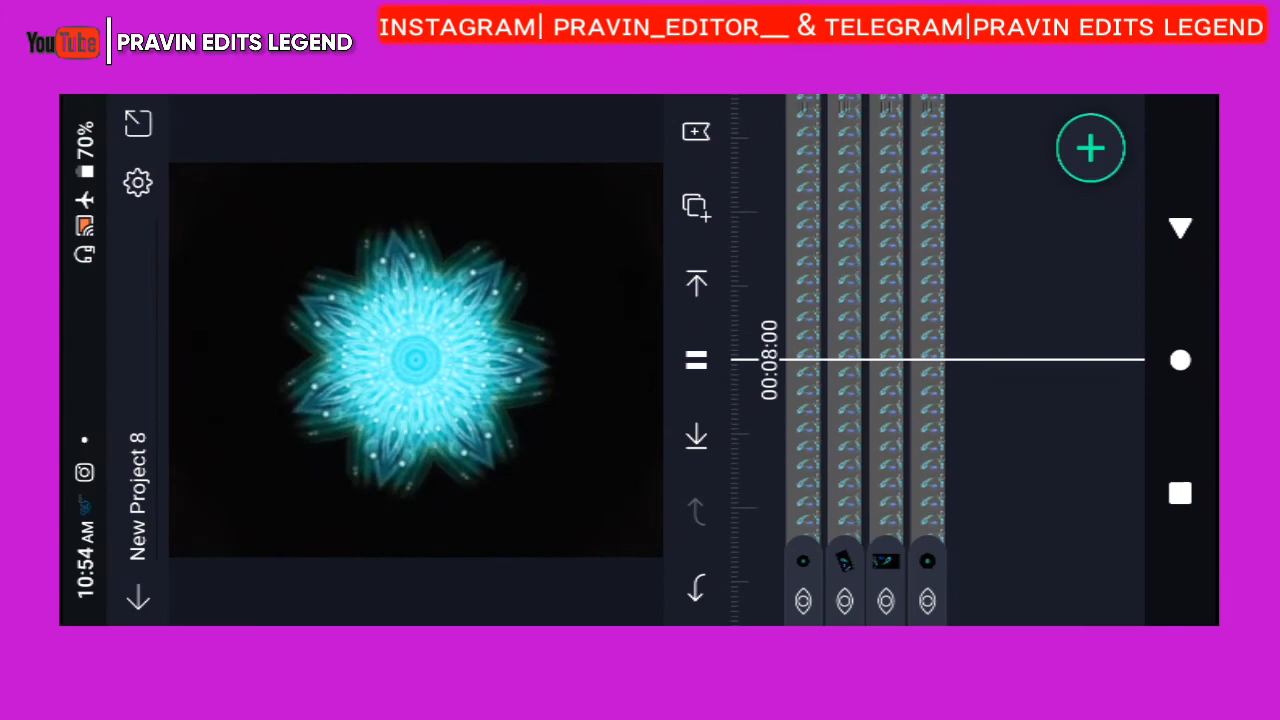 YouTube PRAVIN EDITS LEGEND
INSTAGRAM| PRAVIN_EDITOR__ & TELEGRAM|PRAVIN EDITS LEGEND
10:54 AM
70%
New Project 8
00:08:00